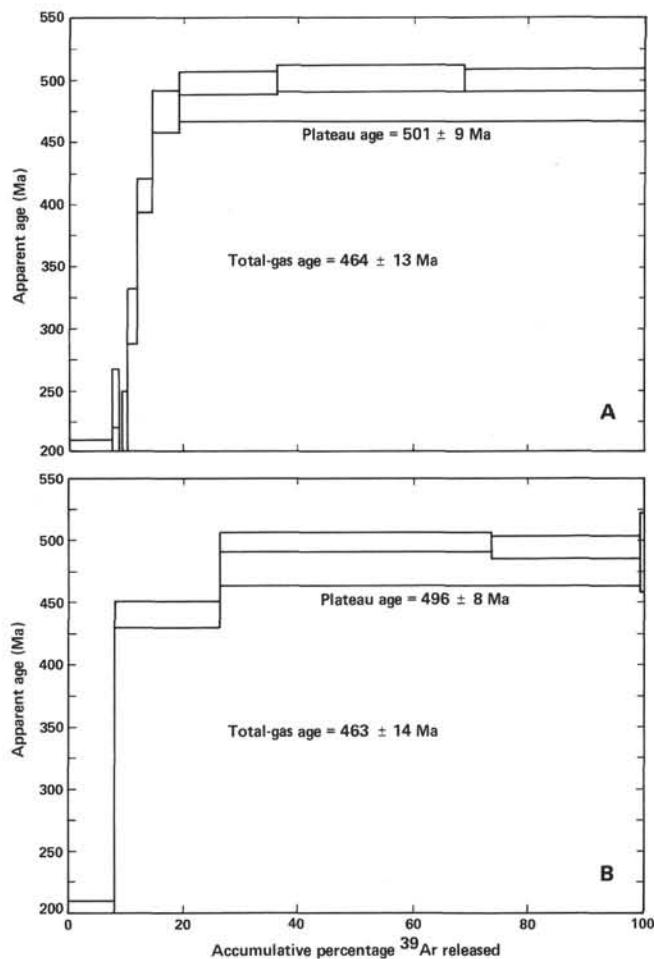 550
500
450
400
350
300
250
200
Apparent age (Ma)
Plateau age = 501 ± 9 Ma
Total-gas age = 464 ± 13 Ma
A
550
500
450
400
350
300
250
200
Apparent age (Ma)
Plateau age = 496 ± 8 Ma
Total-gas age = 463 ± 14 Ma
B
0 20 40 60 80 100
Accumulative percentage ³⁹Ar released